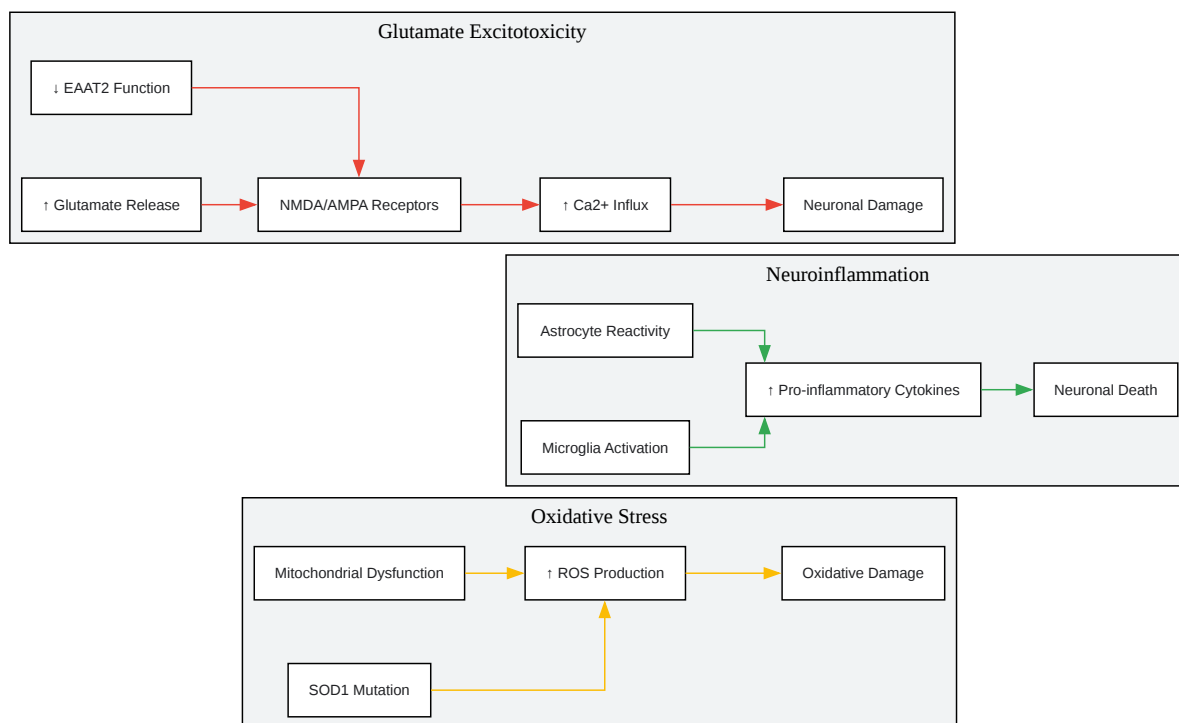 Glutamate Excitotoxicity
↓ EAAT2 Function
↑ Glutamate Release
NMDA/AMPA Receptors
↑ Ca2+ Influx
Neuronal Damage
Neuroinflammation
Astrocyte Reactivity
↑ Pro-inflammatory Cytokines
Neuronal Death
Microglia Activation
Oxidative Stress
Mitochondrial Dysfunction
↑ ROS Production
Oxidative Damage
SOD1 Mutation